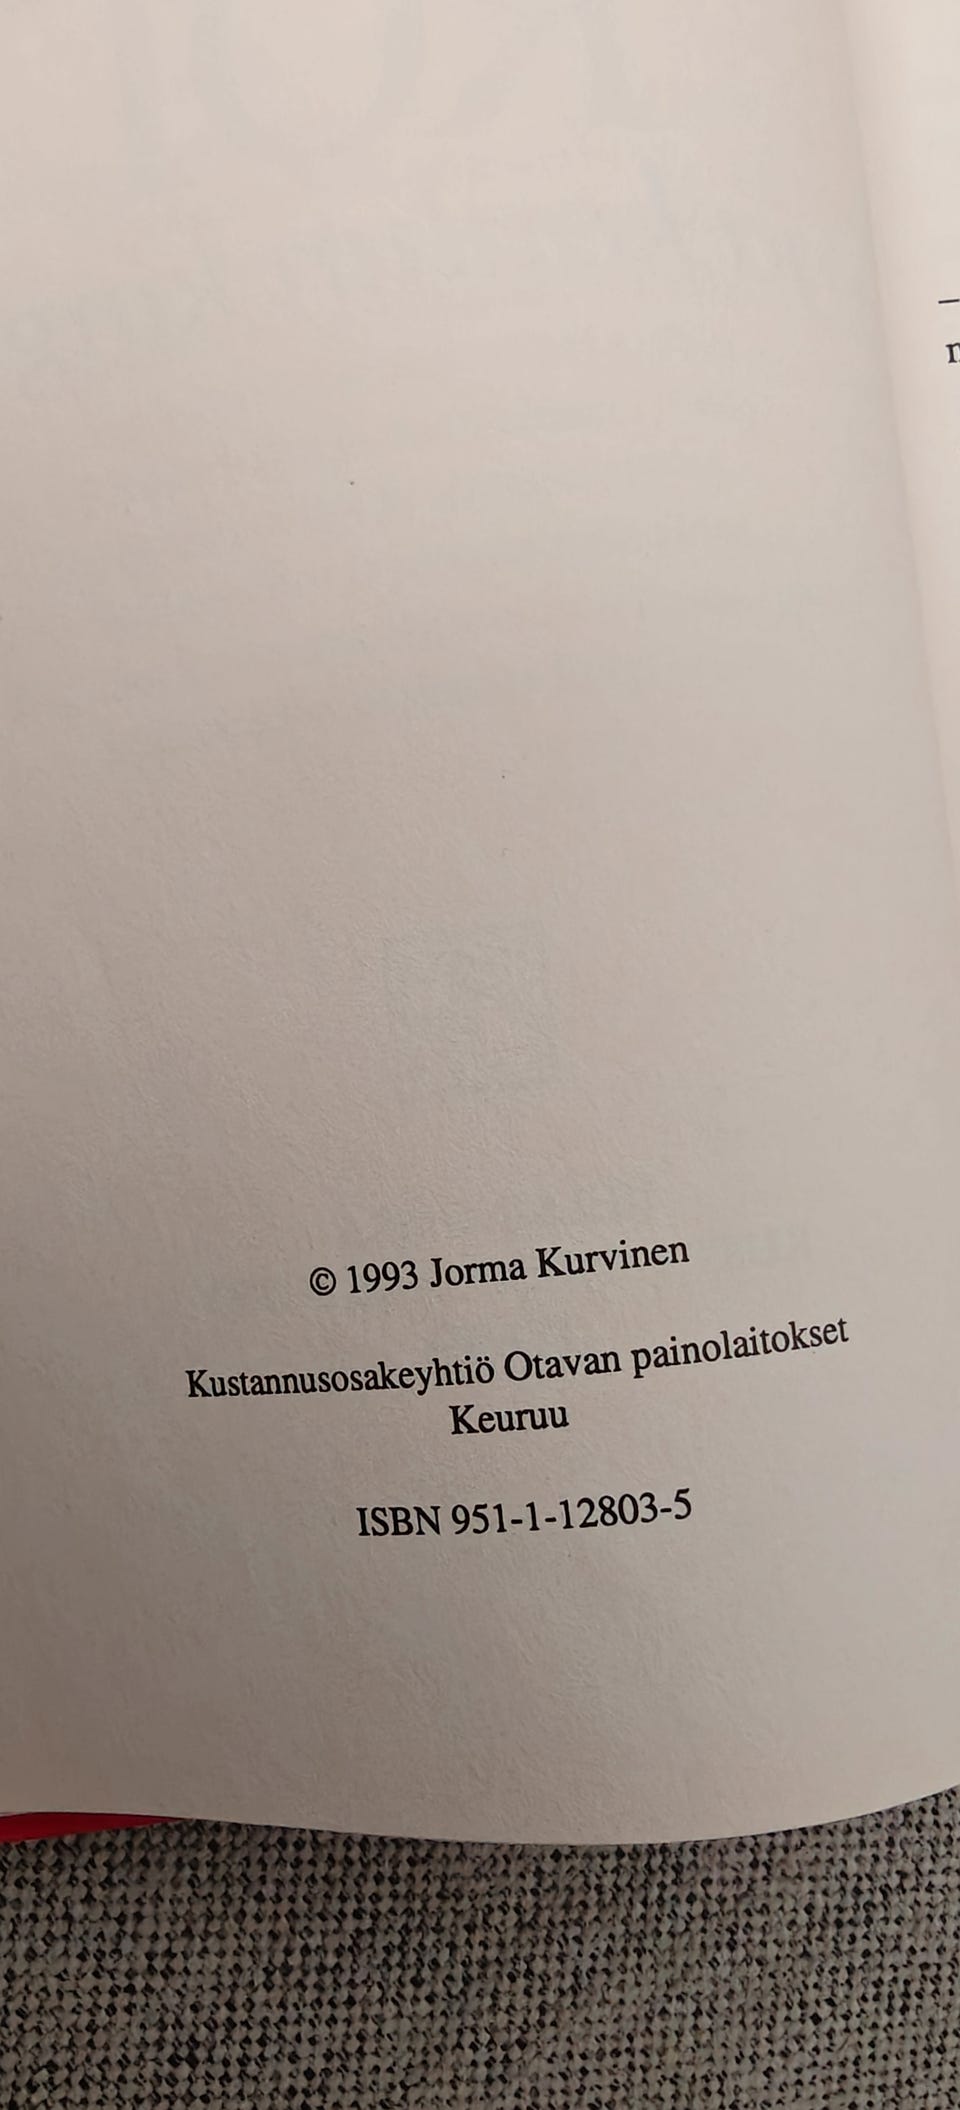 © 1993 Jorma Kurvinen
Kustannusosakeyhtiö Otavan painolaitokset
Keuruu
ISBN 951-1-12803-5